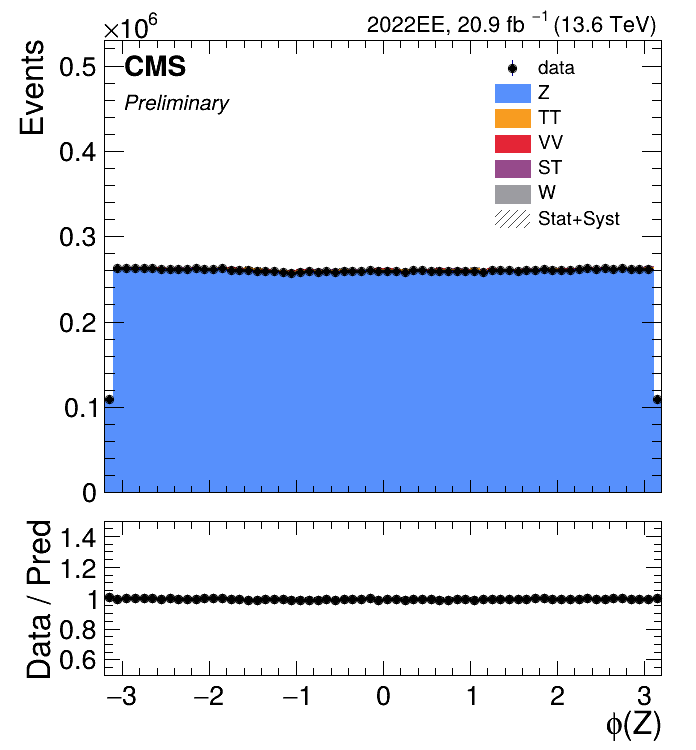 ×10⁶
2022EE, 20.9 fb ⁻¹ (13.6 TeV)
Events
CMS
Preliminary
data
Z
TT
VV
ST
W
Stat+Syst
0.5
0.4
0.3
0.2
0.1
0
Data / Pred
1.4
1.2
1
0.8
0.6
−3 −2 −1 0 1 2 3
ϕ(Z)